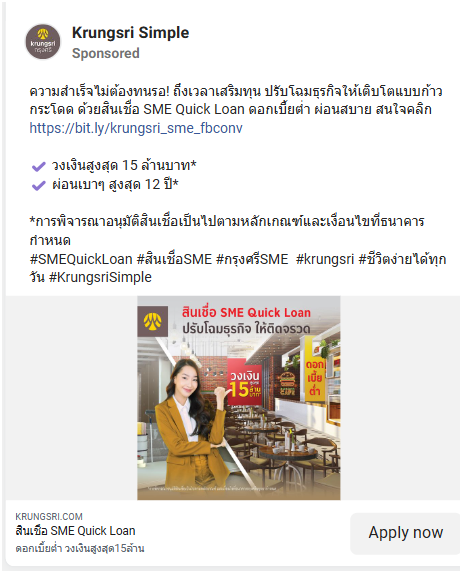 Krungsri Simple
Sponsored
ความสำเร็จไม่ต้องทนรอ! ถึงเวลาเสริมทุน ปรับโฉมธุรกิจให้เติบโตแบบก้าว
กระโดด ด้วยสินเชื่อ SME Quick Loan ดอกเบี้ยต่ำ ผ่อนสบาย สนใจคลิก
https://bit.ly/krungsri_sme_fbconv
วงเงินสูงสุด 15 ล้านบาท*
ผ่อนเบาๆ สูงสุด 12 ปี*
*การพิจารณาอนุมัติสินเชื่อเป็นไปตามหลักเกณฑ์และเงื่อนไขที่ธนาคาร
กำหนด
#SMEQuickLoan #สินเชื่อSME #กรุงศรีSME #krungsri #ชีวิตง่ายได้ทุก
วัน #KrungsriSimple
krungsri
กรุงศรี
สินเชื่อ SME Quick Loan
ปรับโฉมธุรกิจ ให้ติดจรวด
วงเงิน
สูงสุด
15 ล้าน
บาท*
ดอก
เบี้ย
ต่ำ
KRUNGSRI.COM
สินเชื่อ SME Quick Loan
ดอกเบี้ยต่ำ วงเงินสูงสุด15ล้าน
Apply now